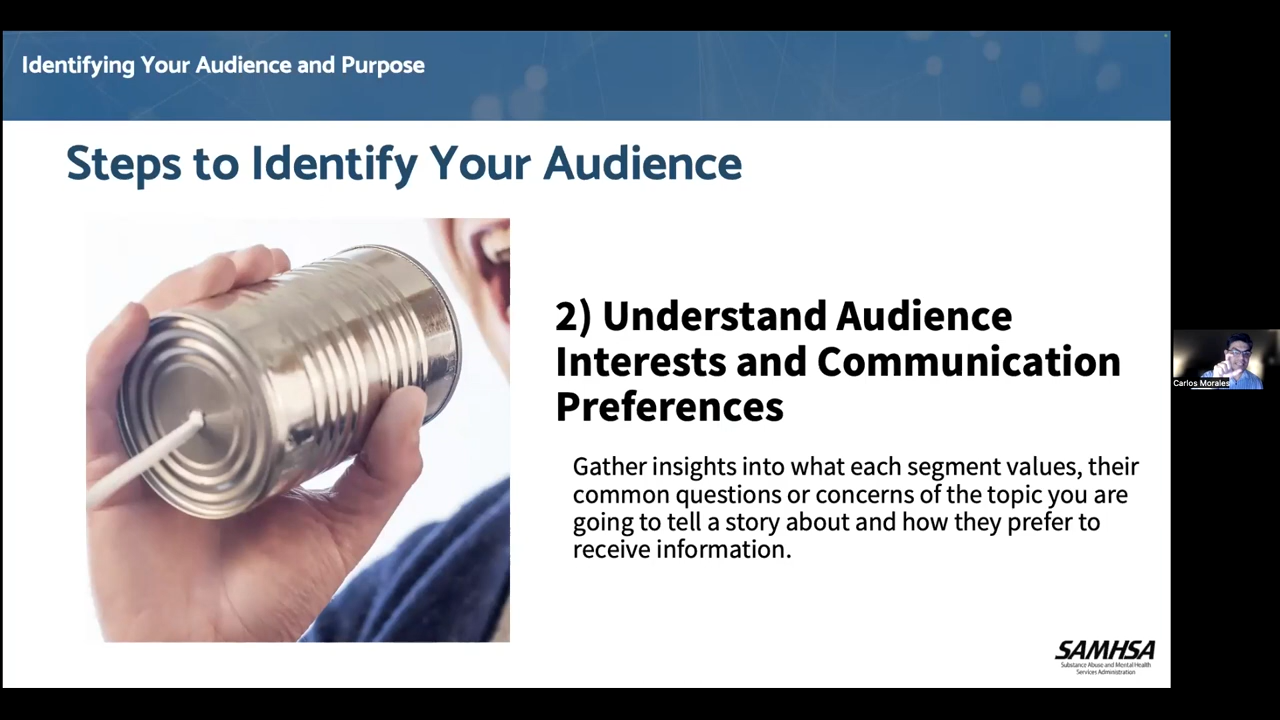 Identifying Your Audience and Purpose
Steps to Identify Your Audience
2) Understand Audience
Interests and Communication
Preferences
Gather insights into what each segment values, their
common questions or concerns of the topic you are
going to tell a story about and how they prefer to
receive information.
Carlos Morales
SAMHSA
Substance Abuse and Mental Health
Services Administration